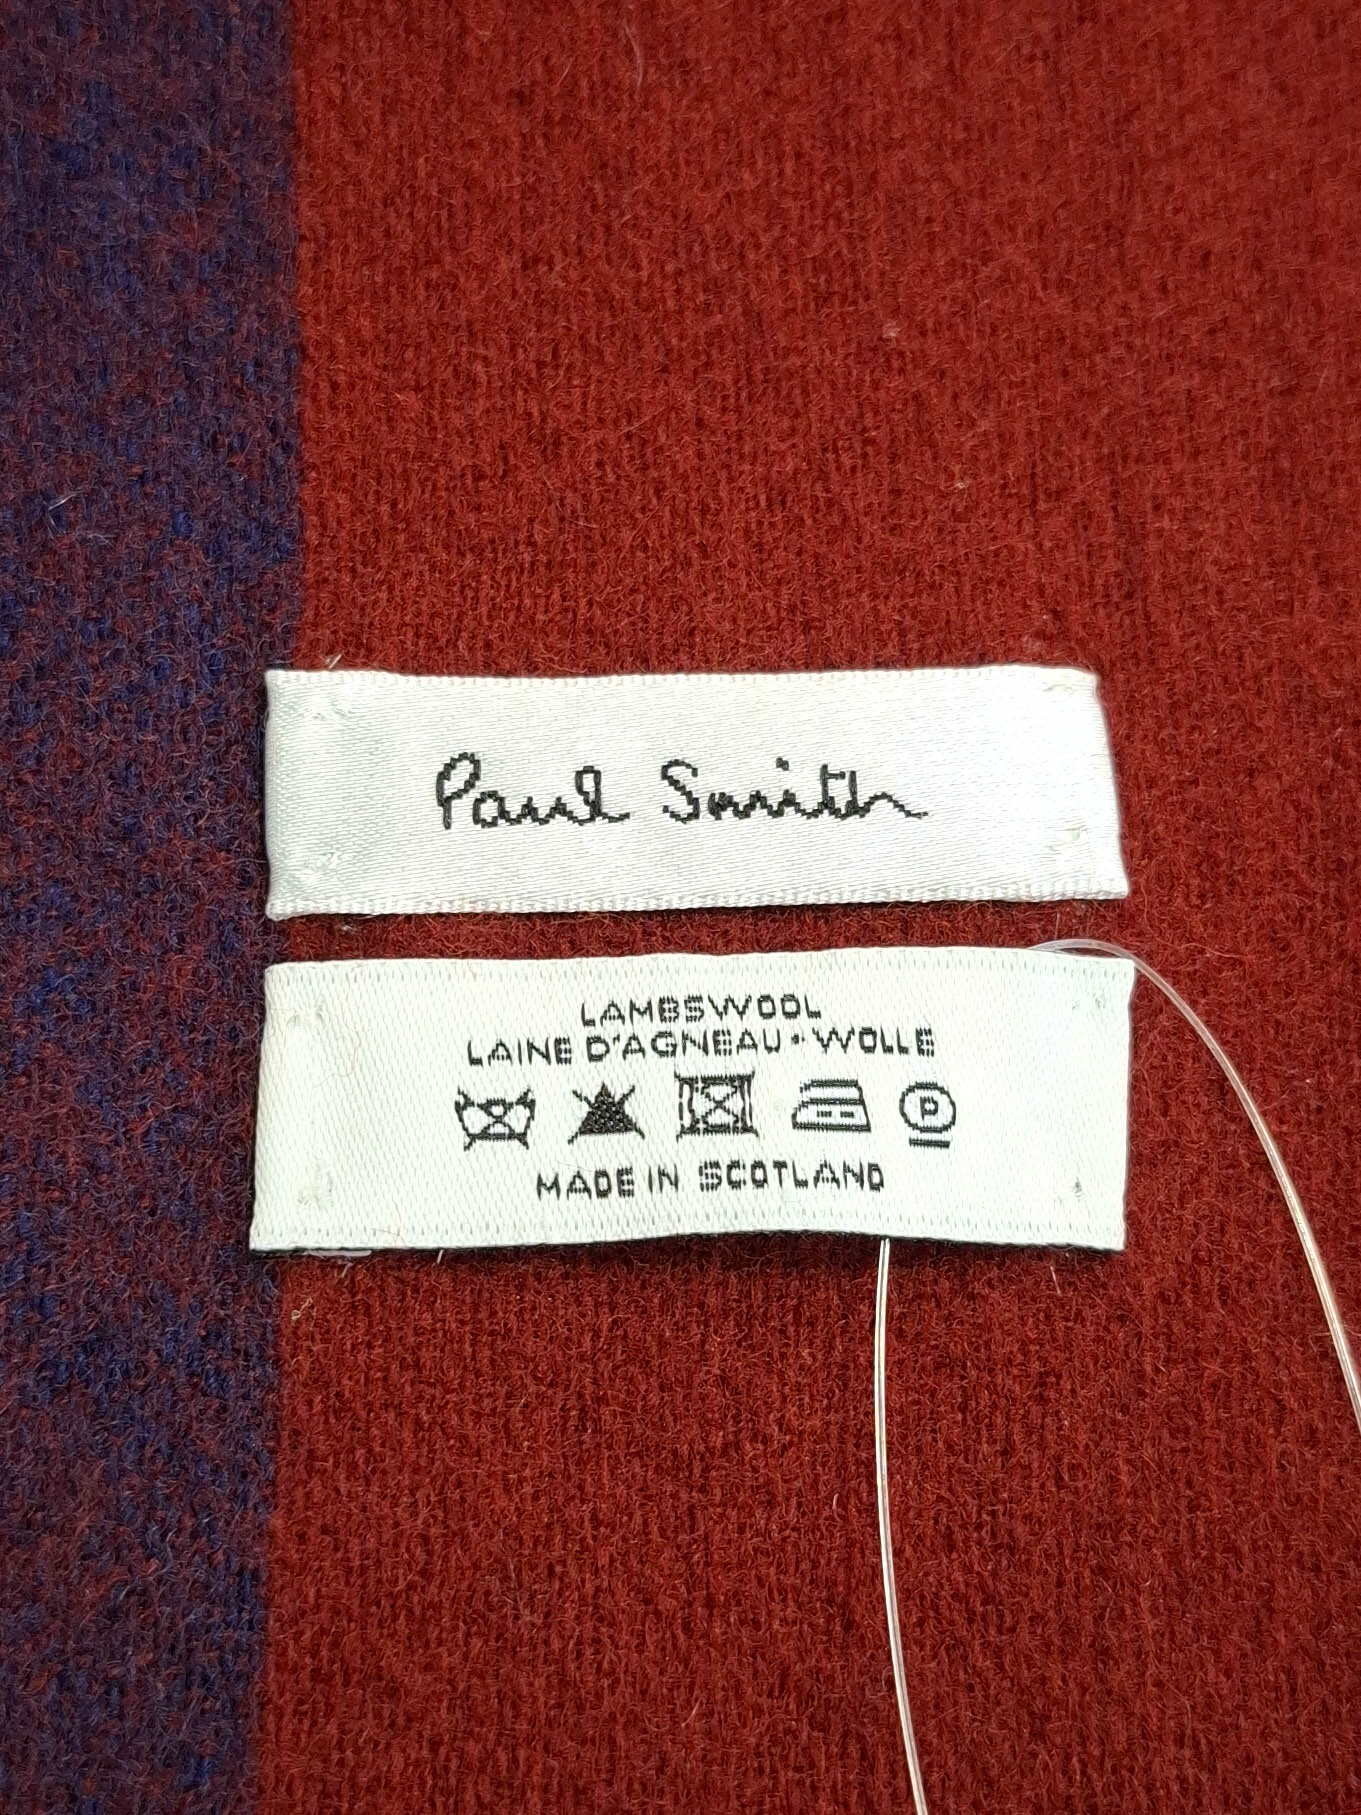 Paul Smith
LAMBSWOOL
LAINE D'AGNEAU • WOLLE
P
MADE IN SCOTLAND